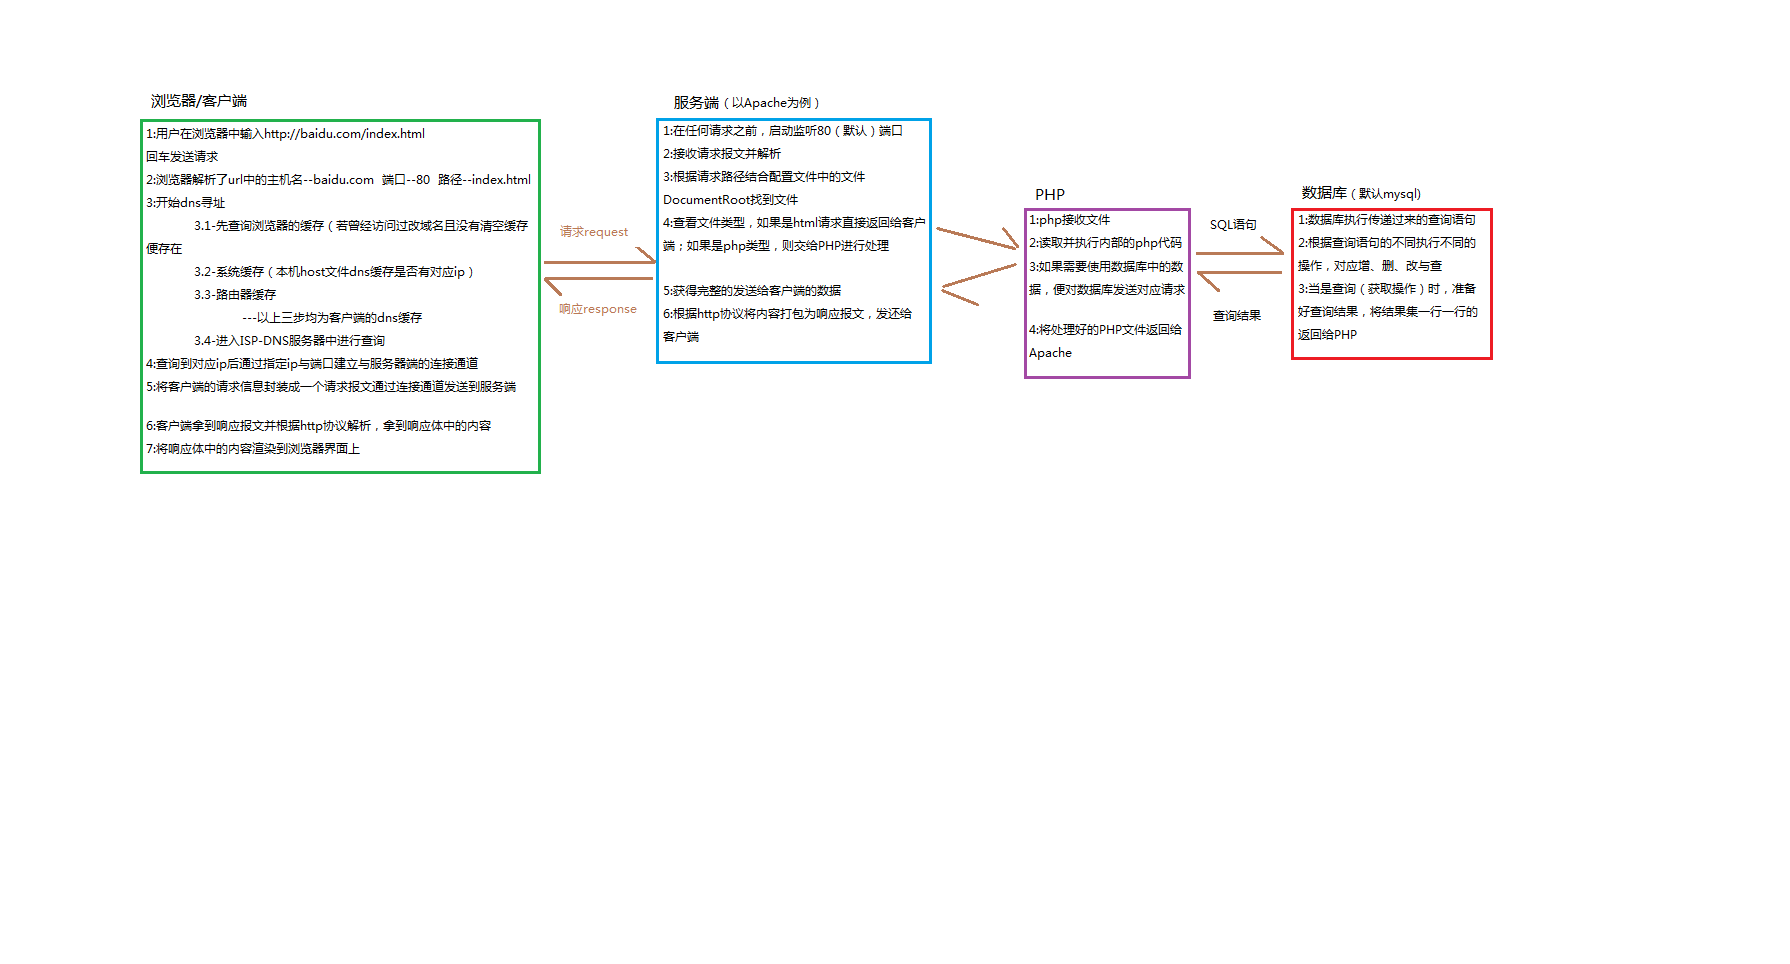 浏览器/客户端
1:用户在浏览器中输入http://baidu.com/index.html
回车发送请求
2:浏览器解析了url中的主机名--baidu.com  端口--80  路径--index.html
3:开始dns寻址
3.1-先查询浏览器的缓存（若曾经访问过改域名且没有清空缓存
便存在
3.2-系统缓存（本机host文件dns缓存是否有对应ip）
3.3-路由器缓存
---以上三步均为客户端的dns缓存
3.4-进入ISP-DNS服务器中进行查询
4:查询到对应ip后通过指定ip与端口建立与服务器端的连接通道
5:将客户端的请求信息封装成一个请求报文通过连接通道发送到服务端
6:客户端拿到响应报文并根据http协议解析，拿到响应体中的内容
7:将响应体中的内容渲染到浏览器界面上
请求request
响应response
服务端（以Apache为例）
1:在任何请求之前，启动监听80（默认）端口
2:接收请求报文并解析
3:根据请求路径结合配置文件中的文件
DocumentRoot找到文件
4:查看文件类型，如果是html请求直接返回给客户
端；如果是php类型，则交给PHP进行处理
5:获得完整的发送给客户端的数据
6:根据http协议将内容打包为响应报文，发还给
客户端
PHP
1:php接收文件
2:读取并执行内部的php代码
3:如果需要使用数据库中的数
据，便对数据库发送对应请求
4:将处理好的PHP文件返回给
Apache
SQL语句
查询结果
数据库（默认mysql)
1:数据库执行传递过来的查询语句
2:根据查询语句的不同执行不同的
操作，对应增、删、改与查
3:当是查询（获取操作）时，准备
好查询结果，将结果集一行一行的
返回给PHP